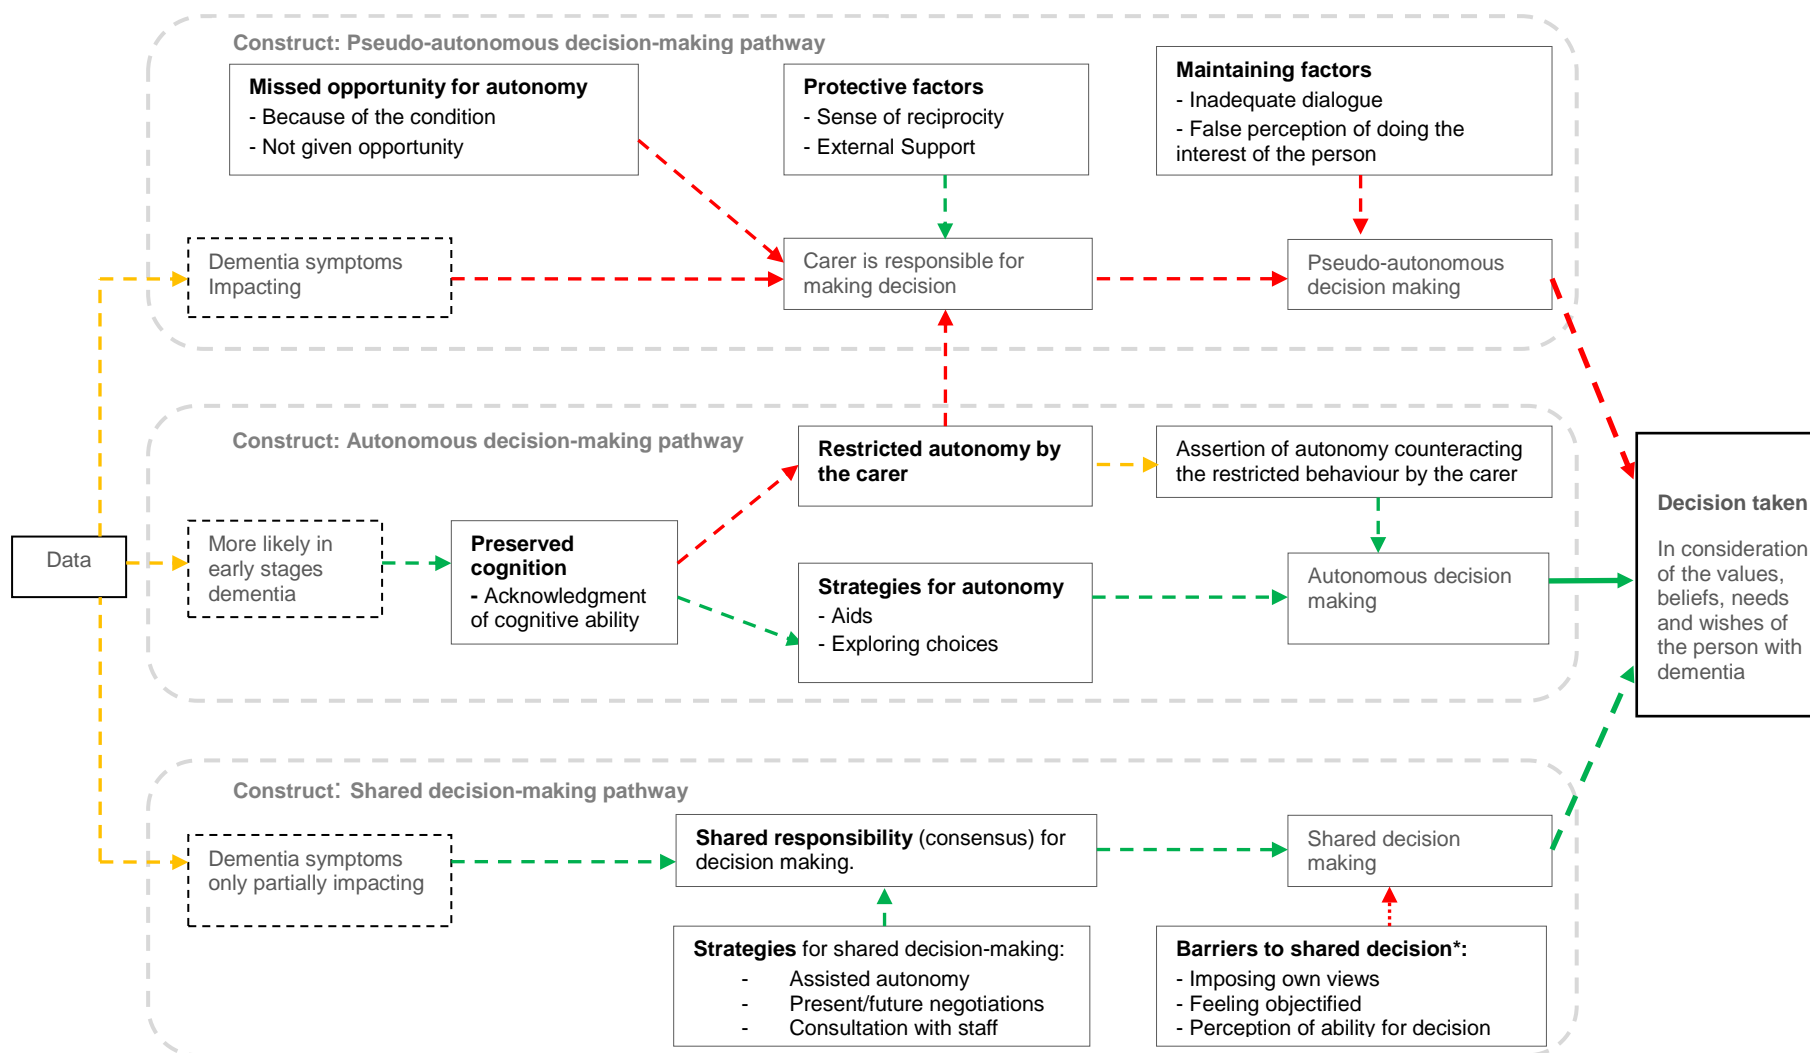 Construct: Pseudo-autonomous decision-making pathway
Missed opportunity for autonomy
- Because of the condition
- Not given opportunity
Protective factors
- Sense of reciprocity
- External Support
Maintaining factors
- Inadequate dialogue
- False perception of doing the
interest of the person
Dementia symptoms
Impacting
Carer is responsible for
making decision
Pseudo-autonomous
decision making
Construct: Autonomous decision-making pathway
Restricted autonomy by
the carer
Assertion of autonomy counteracting
the restricted behaviour by the carer
Data
More likely in
early stages
dementia
Preserved
cognition
- Acknowledgment
of cognitive ability
Strategies for autonomy
- Aids
- Exploring choices
Autonomous decision
making
Decision taken
In consideration
of the values,
beliefs, needs
and wishes of
the person with
dementia
Construct: Shared decision-making pathway
Dementia symptoms
only partially impacting
Shared responsibility (consensus) for
decision making.
Shared decision
making
Strategies for shared decision-making:
- Assisted autonomy
- Present/future negotiations
- Consultation with staff
Barriers to shared decision*:
- Imposing own views
- Feeling objectified
- Perception of ability for decision